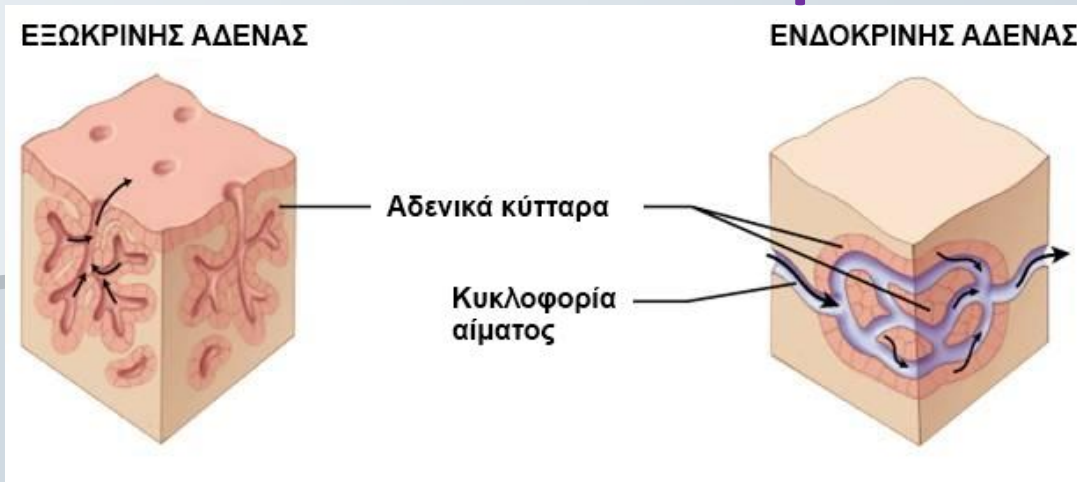 ΕΞΩΚΡΙΝΗΣ ΑΔΕΝΑΣ
ΕΝΔΟΚΡΙΝΗΣ ΑΔΕΝΑΣ
Αδενικά κύτταρα
Κυκλοφορία
αίματος